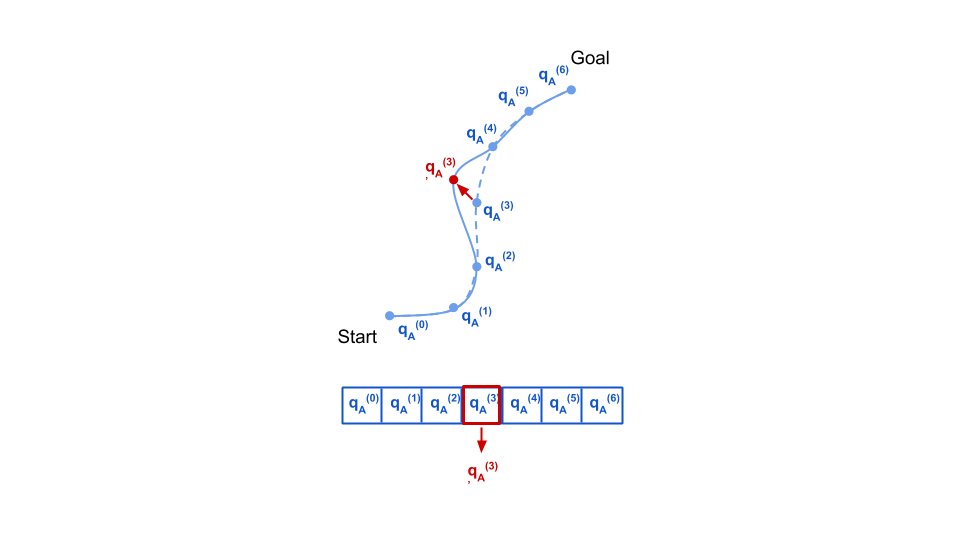 Goal
q_A^(6)
q_A^(5)
q_A^(4)
q_A^(3)
,
q_A^(3)
q_A^(2)
q_A^(1)
q_A^(0)
Start
q_A^(0) q_A^(1) q_A^(2) q_A^(3) q_A^(4) q_A^(5) q_A^(6)
q_A^(3)
,